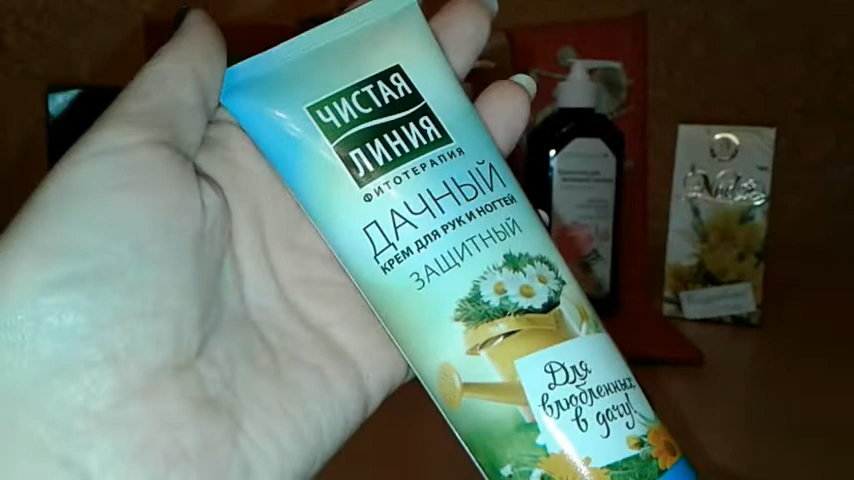 ЧИСТАЯ
ЛИНИЯ
ФИТОТЕРАПИЯ
ДАЧНЫЙ
КРЕМ ДЛЯ РУК И НОГТЕЙ
ЗАЩИТНЫЙ
Для
влюбленных
в дачу!